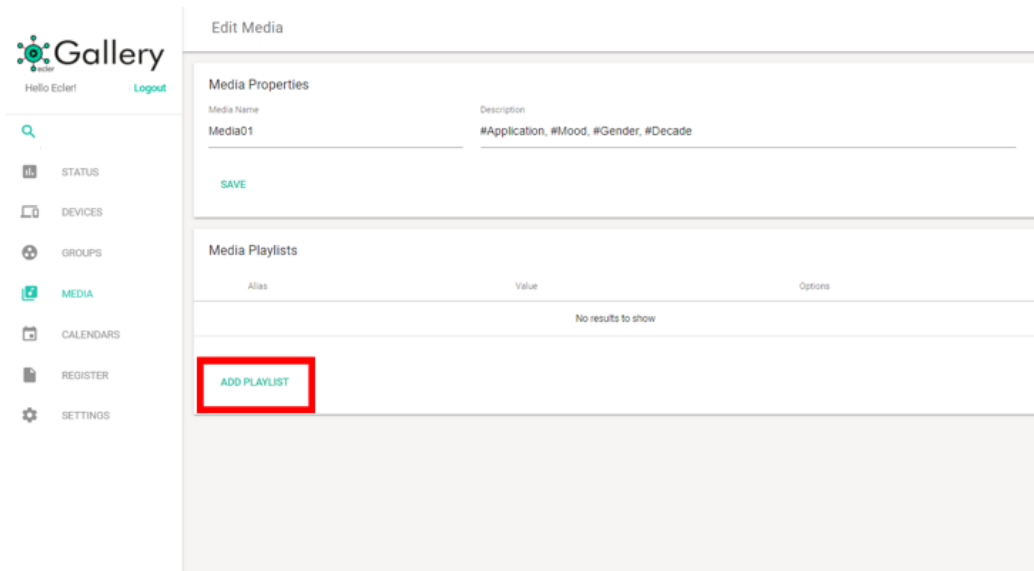 Edit Media
Gallery
ecler
Hello Ecler! Logout
Media Properties
Media Name Description
Media01 #Application, #Mood, #Gender, #Decade
SAVE
STATUS
DEVICES
GROUPS
MEDIA
CALENDARS
REGISTER
SETTINGS
Media Playlists
Alias Value Options
No results to show
ADD PLAYLIST